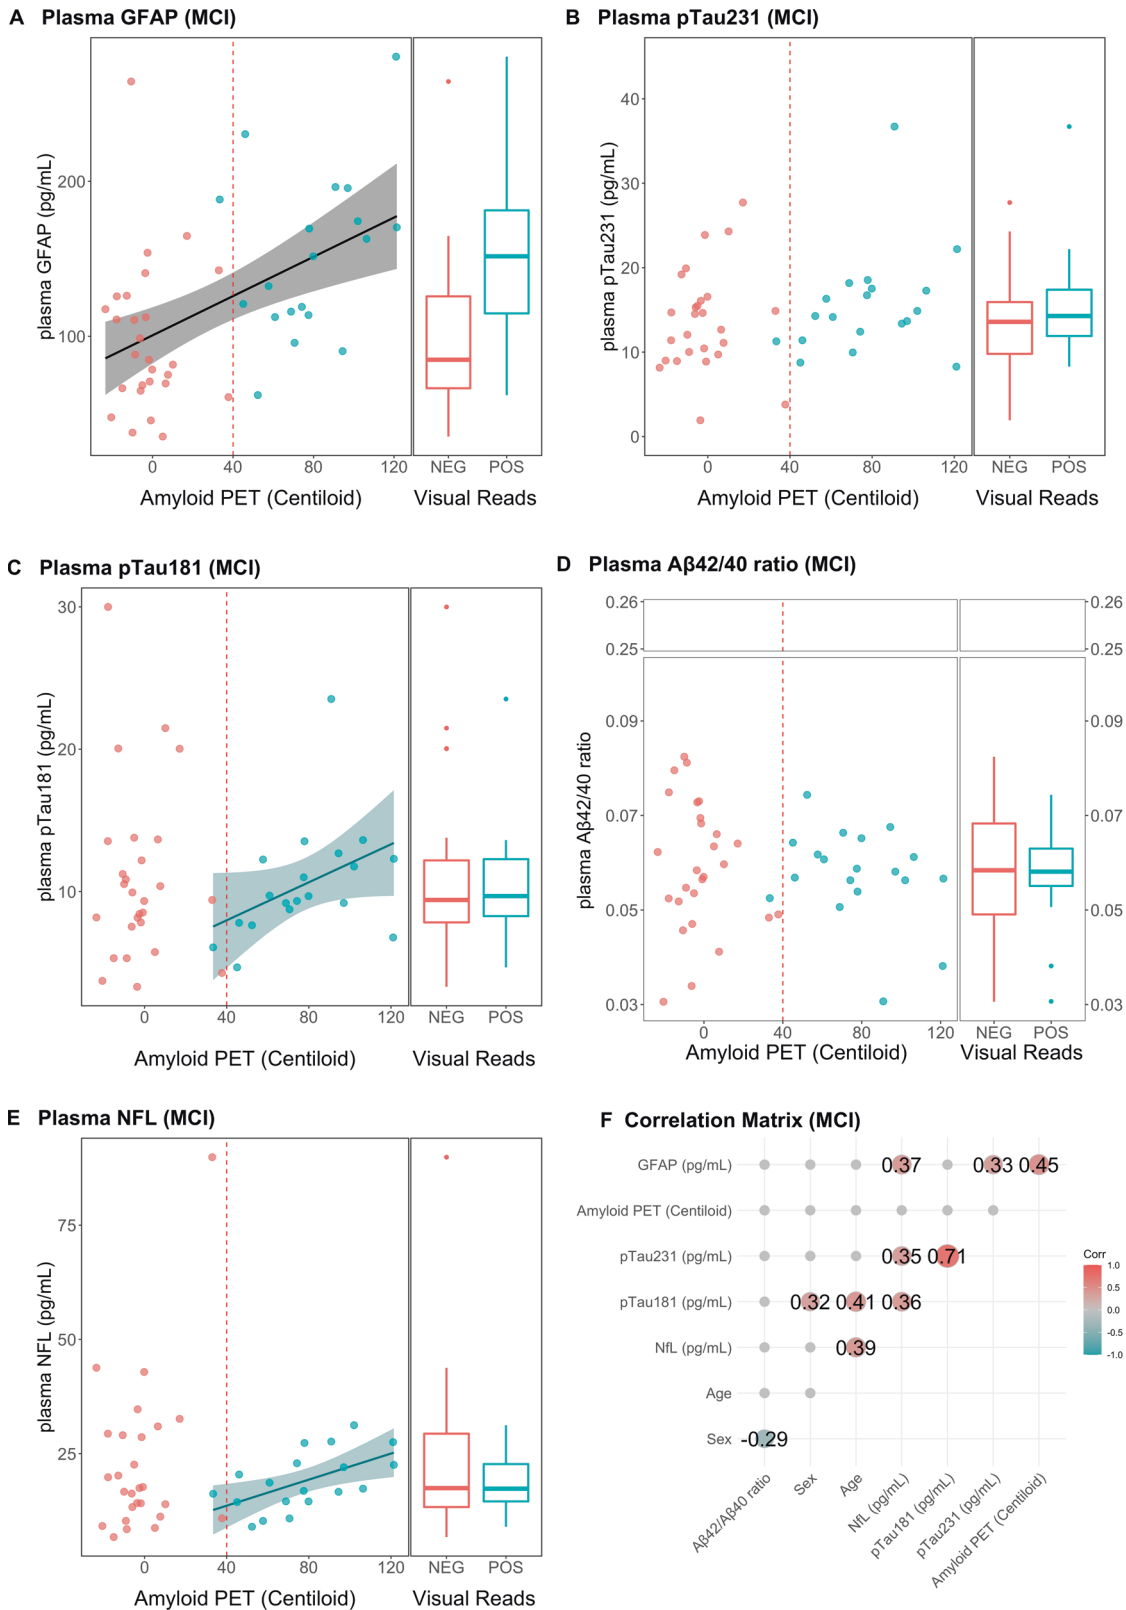 A Plasma GFAP (MCI)
plasma GFAP (pg/mL)
200
100
0 40 80 120
NEG POS
Amyloid PET (Centiloid)
Visual Reads
B Plasma pTau231 (MCI)
plasma pTau231 (pg/mL)
40
30
20
10
0
0 40 80 120
NEG POS
Amyloid PET (Centiloid)
Visual Reads
C Plasma pTau181 (MCI)
plasma pTau181 (pg/mL)
30
20
10
0 40 80 120
NEG POS
Amyloid PET (Centiloid)
Visual Reads
D Plasma Aβ42/40 ratio (MCI)
plasma Aβ42/40 ratio
0.26 0.26
0.25 0.25
0.09 0.09
0.07 0.07
0.05 0.05
0.03 0.03
0 40 80 120
NEG POS
Amyloid PET (Centiloid)
Visual Reads
E Plasma NFL (MCI)
plasma NFL (pg/mL)
75
50
25
0 40 80 120
NEG POS
Amyloid PET (Centiloid)
Visual Reads
F Correlation Matrix (MCI)
GFAP (pg/mL) 0.37 0.33 0.45
Amyloid PET (Centiloid)
pTau231 (pg/mL) 0.35 0.71
pTau181 (pg/mL) 0.32 0.41 0.36
NfL (pg/mL) 0.39
Age
Sex -0.29
Aβ42/Aβ40 ratio
Sex
Age
NfL (pg/mL)
pTau181 (pg/mL)
pTau231 (pg/mL)
Amyloid PET (Centiloid)
Corr
1.0
0.5
0.0
-0.5
-1.0